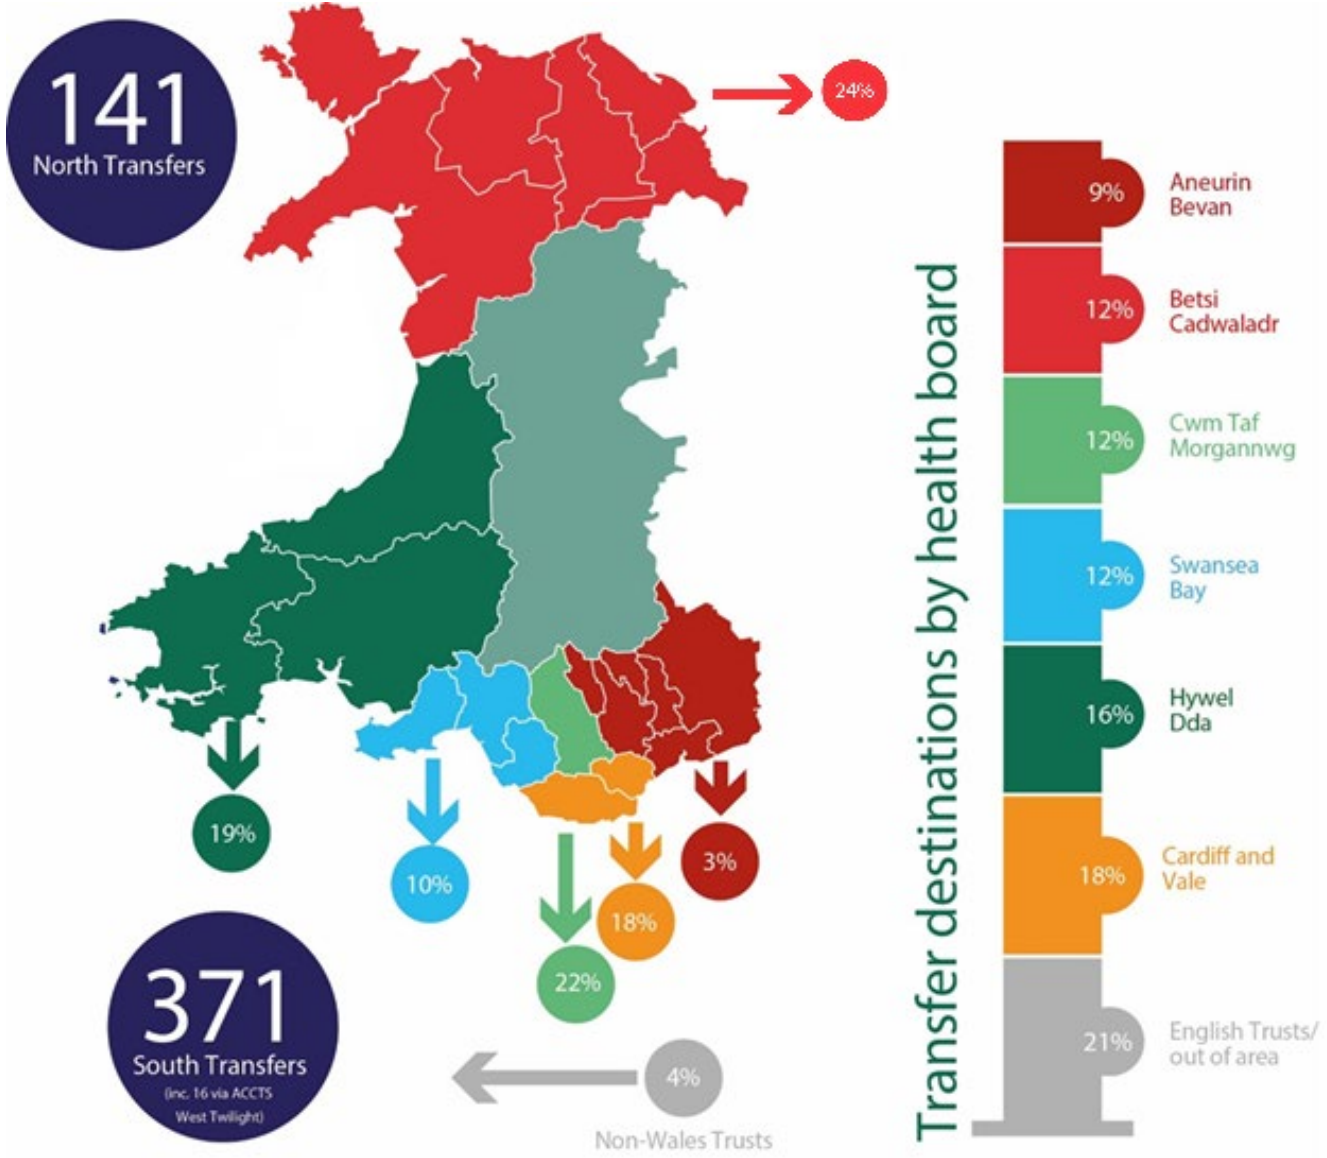 141
North Transfers
24%
19%
10%
22%
18%
3%
371
South Transfers
(inc. 16 via ACCTS
West Twilight)
4%
Non-Wales Trusts
Transfer destinations by health board
9%
Aneurin
Bevan
12%
Betsi
Cadwaladr
12%
Cwm Taf
Morgannwg
12%
Swansea
Bay
16%
Hywel
Dda
18%
Cardiff and
Vale
21%
English Trusts/
out of area